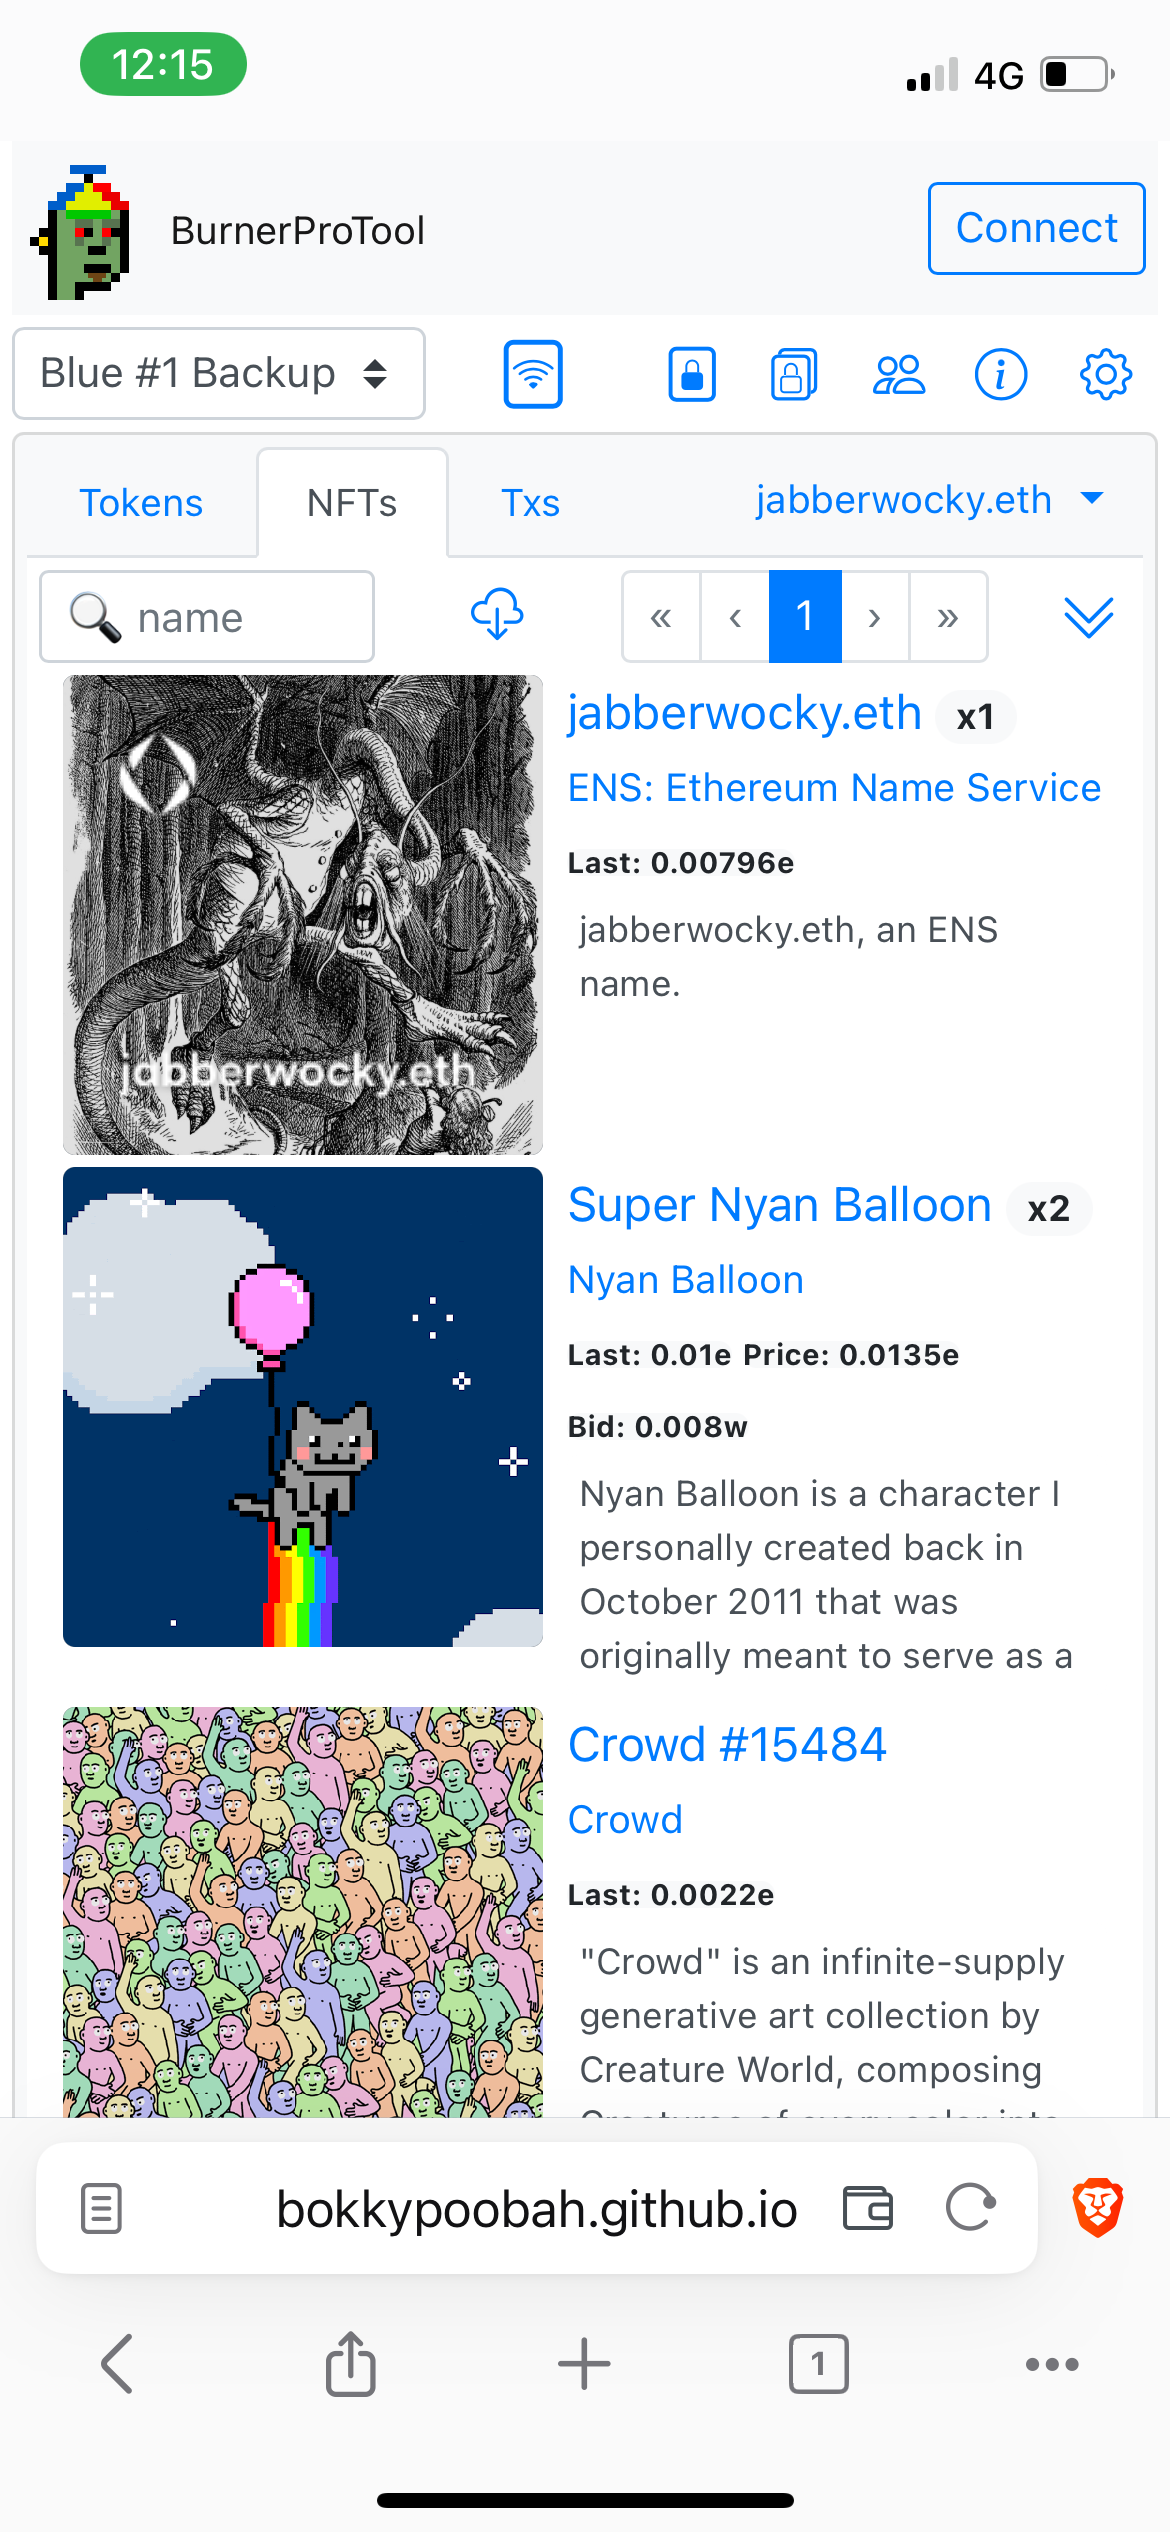 12:15
4G
BurnerProTool
Connect
Blue #1 Backup
Tokens
NFTs
Txs
jabberwocky.eth
name
«
‹
1
›
»
jabberwocky.eth x1
ENS: Ethereum Name Service
Last: 0.00796e
jabberwocky.eth, an ENS
name.
jabberwocky.eth
Super Nyan Balloon x2
Nyan Balloon
Last: 0.01e Price: 0.0135e
Bid: 0.008w
Nyan Balloon is a character I
personally created back in
October 2011 that was
originally meant to serve as a
Crowd #15484
Crowd
Last: 0.0022e
"Crowd" is an infinite-supply
generative art collection by
Creature World, composing
bokkypoobah.github.io
1